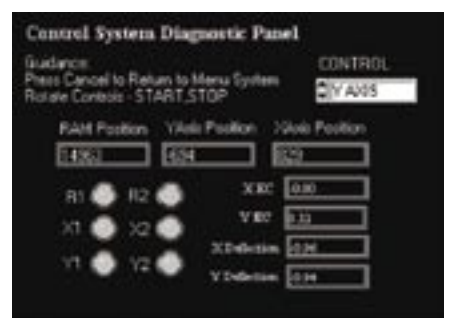 Control System Diagnostic Panel
Guidance:
Press Cancel to Return to Menu System
Rotate Controls - START,STOP
CONTROL
Y AXIS
RAM Position YAxis Position XAxis Position
829
R1 R2
X1 X2
Y1 Y2
X EC
Y EC
X Deflection
Y Deflection